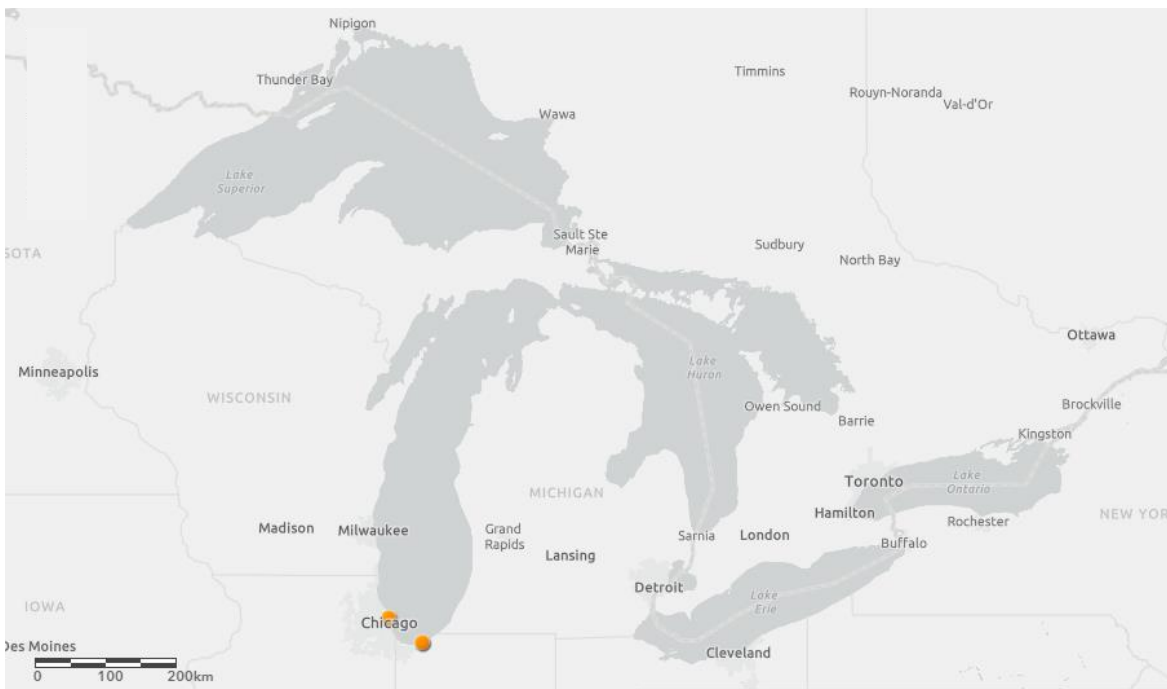 Nipigon
Timmins
Thunder Bay
Rouyn-Noranda
Val-d'Or
Wawa
Lake
Superior
Sault Ste
Marie
Sudbury
North Bay
SOTA
Ottawa
Minneapolis
Lake
Huron
WISCONSIN
Owen Sound
Brockville
Barrie
Kingston
Toronto
Lake
Ontario
MICHIGAN
Hamilton
NEW YOR
Rochester
Madison
Milwaukee
Grand
Rapids
Sarnia
London
Buffalo
Lansing
Detroit
Lake
Erie
IOWA
Chicago
Des Moines
Cleveland
0 100 200km